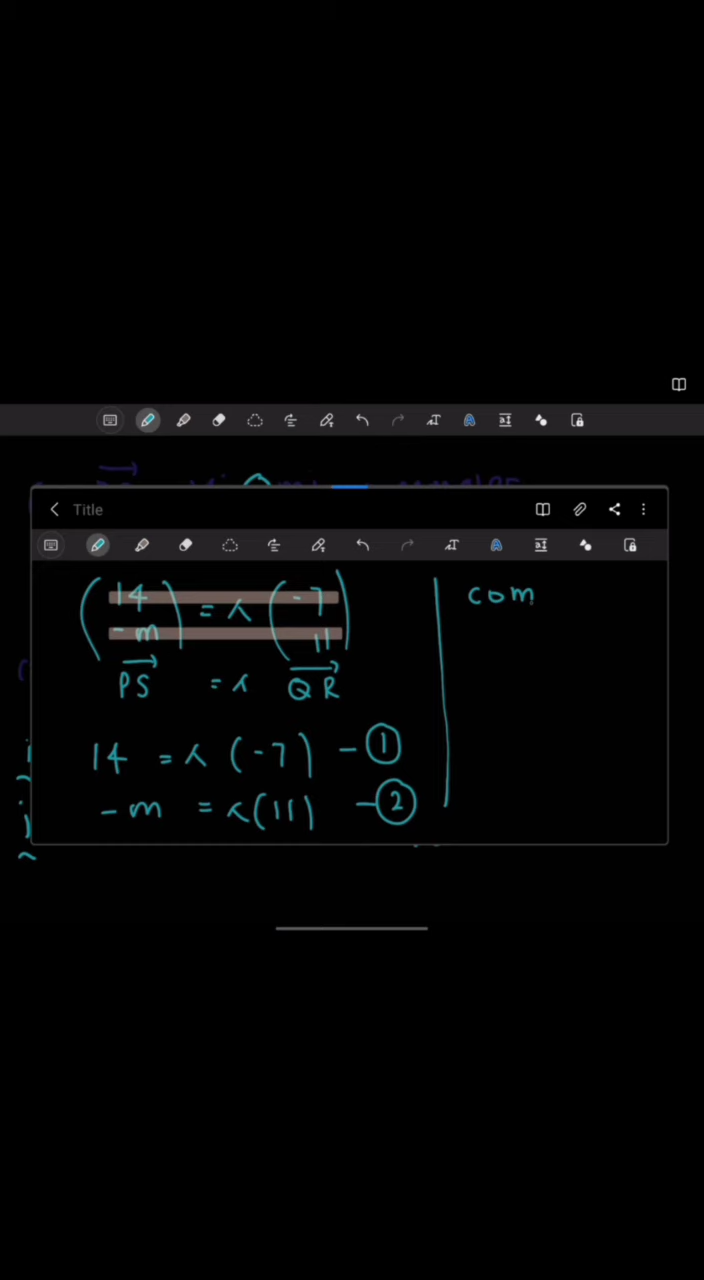 Title
( 14 ) = λ ( -7 )
( -m ) ( 11 )
PS = λ QR
14 = λ (-7) - ①
-m = λ(11) - ②
com